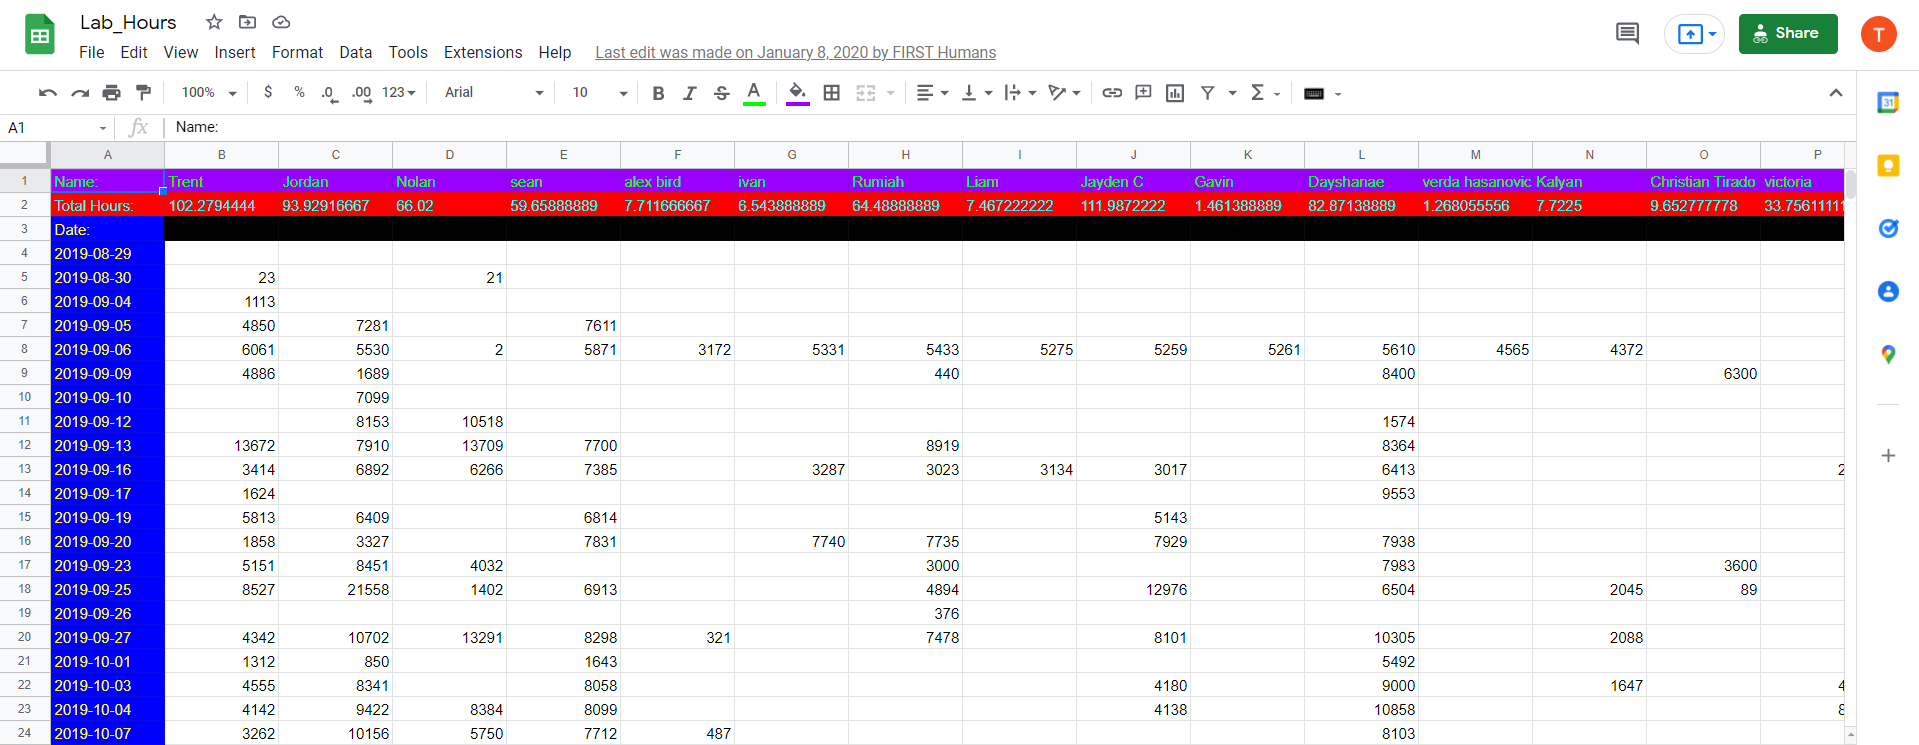 Lab_Hours
File Edit View Insert Format Data Tools Extensions Help Last edit was made on January 8, 2020 by FIRST Humans
Share
T
100% $ % .0 .00 123 Arial 10 B I S A Σ
31
A1 fx Name:
A B C D E F G H I J K L M N O P
1 Name: Trent Jordan Nolan sean alex bird ivan Rumiah Liam Jayden C Gavin Dayshanae verda hasanovic Kalyan Christian Tirado victoria
2 Total Hours: 102.2794444 93.92916667 66.02 59.65888889 7.711666667 6.543888889 64.48888889 7.467222222 111.9872222 1.461388889 82.87138889 1.268055556 7.7225 9.652777778 33.75611111
3 Date:
4 2019-08-29
5 2019-08-30 23 21
6 2019-09-04 1113
7 2019-09-05 4850 7281 7611
8 2019-09-06 6061 5530 2 5871 3172 5331 5433 5275 5259 5261 5610 4565 4372
9 2019-09-09 4886 1689 440 8400 6300
10 2019-09-10 7099
11 2019-09-12 8153 10518 1574
12 2019-09-13 13672 7910 13709 7700 8919 8364
13 2019-09-16 3414 6892 6266 7385 3287 3023 3134 3017 6413 2
14 2019-09-17 1624 9553
15 2019-09-19 5813 6409 6814 5143
16 2019-09-20 1858 3327 7831 7740 7735 7929 7938
17 2019-09-23 5151 8451 4032 3000 7983 3600
18 2019-09-25 8527 21558 1402 6913 4894 12976 6504 2045 89
19 2019-09-26 376
20 2019-09-27 4342 10702 13291 8298 321 7478 8101 10305 2088
21 2019-10-01 1312 850 1643 5492
22 2019-10-03 4555 8341 8058 4180 9000 1647 4
23 2019-10-04 4142 9422 8384 8099 4138 10858 8
24 2019-10-07 3262 10156 5750 7712 487 8103